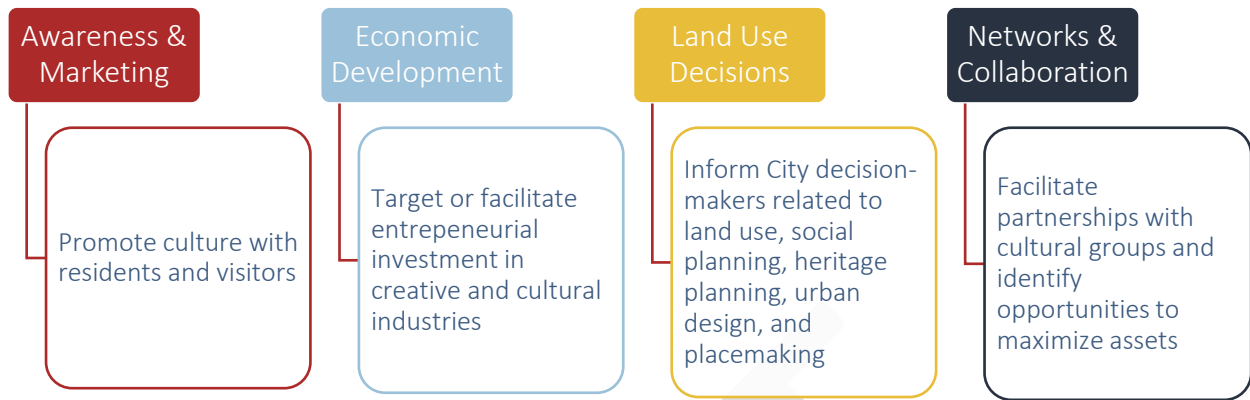 Awareness &
Marketing
Promote culture with
residents and visitors
Economic
Development
Target or facilitate
entrepeneurial
investment in
creative and cultural
industries
Land Use
Decisions
Inform City decision-
makers related to
land use, social
planning, heritage
planning, urban
design, and
placemaking
Networks &
Collaboration
Facilitate
partnerships with
cultural groups and
identify
opportunities to
maximize assets